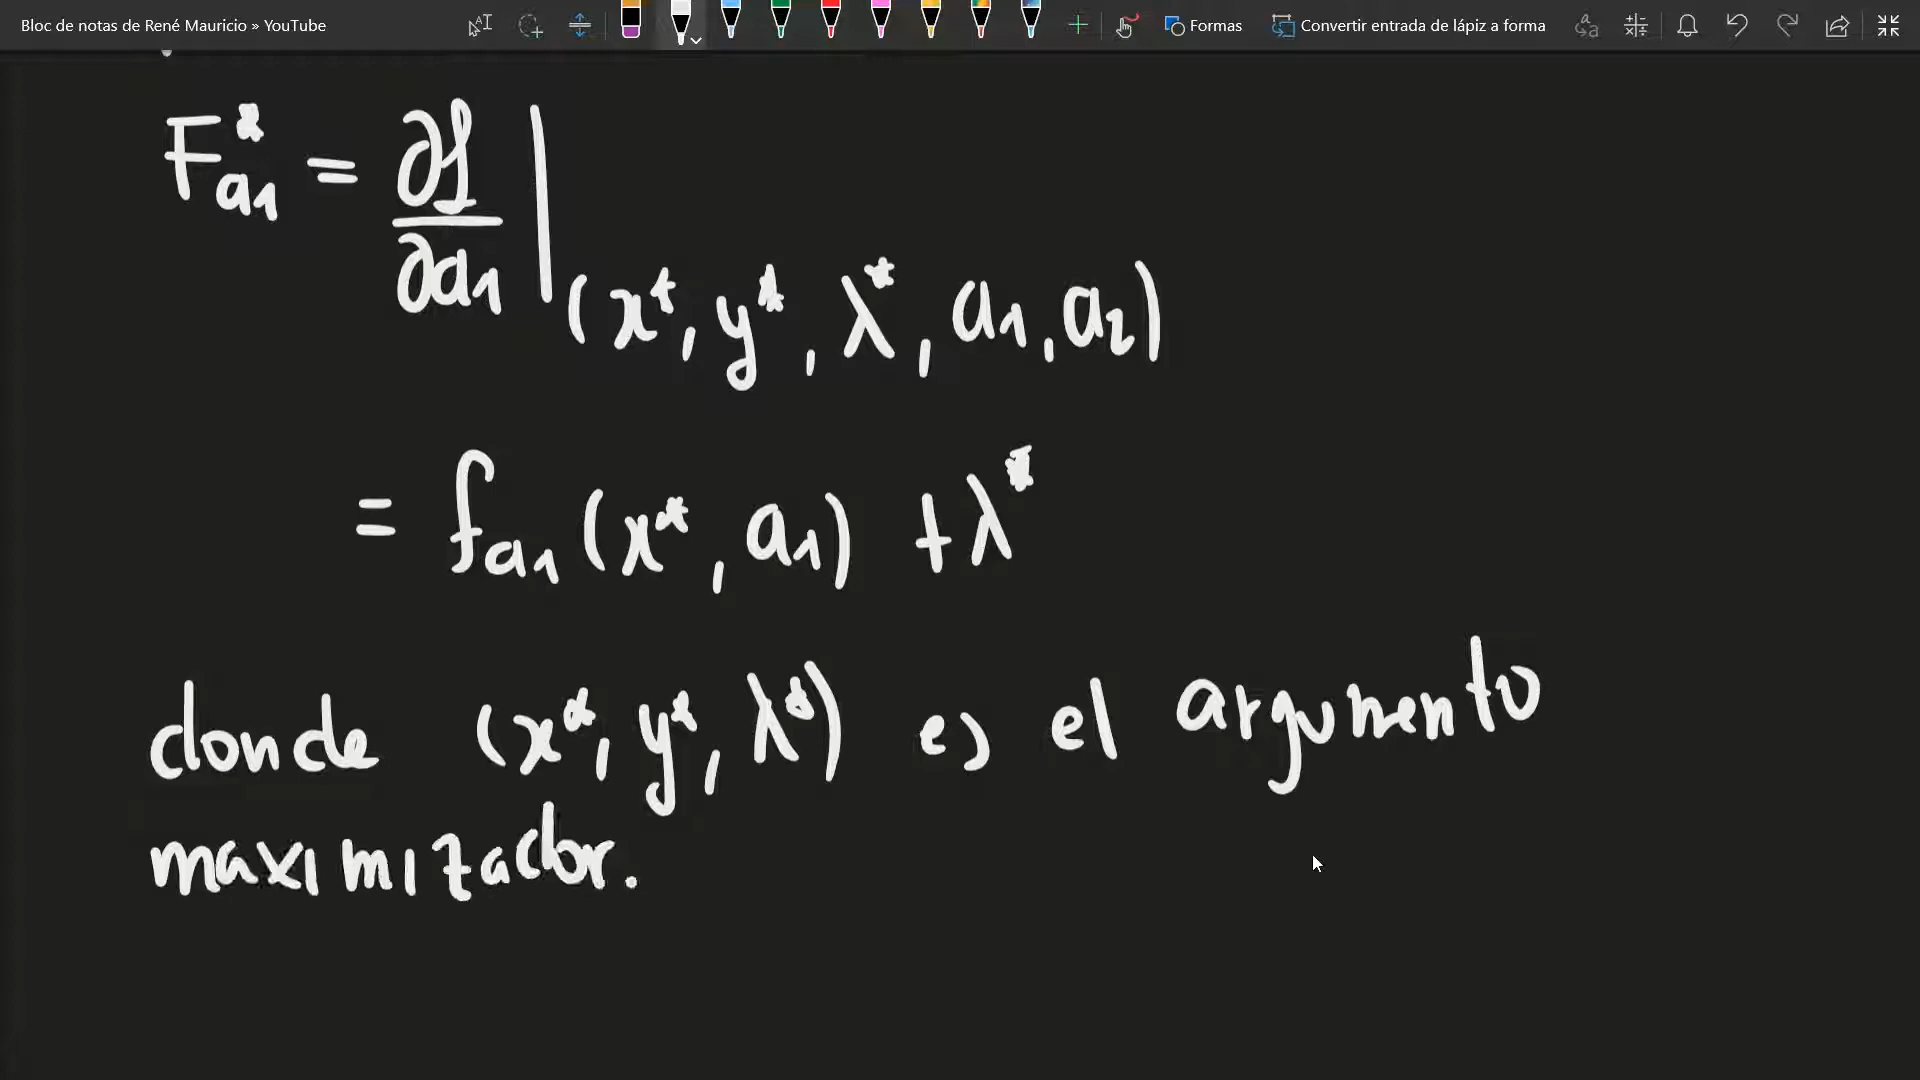 Bloc de notas de René Mauricio » YouTube
Formas
Convertir entrada de lápiz a forma
F*a1 = ∂ℒ/∂a1 |(x*, y*, λ*, a1, a2)
= fa1 (x*, a1) + λ*
donde (x*, y*, λ*) es el argumento
maximizador.